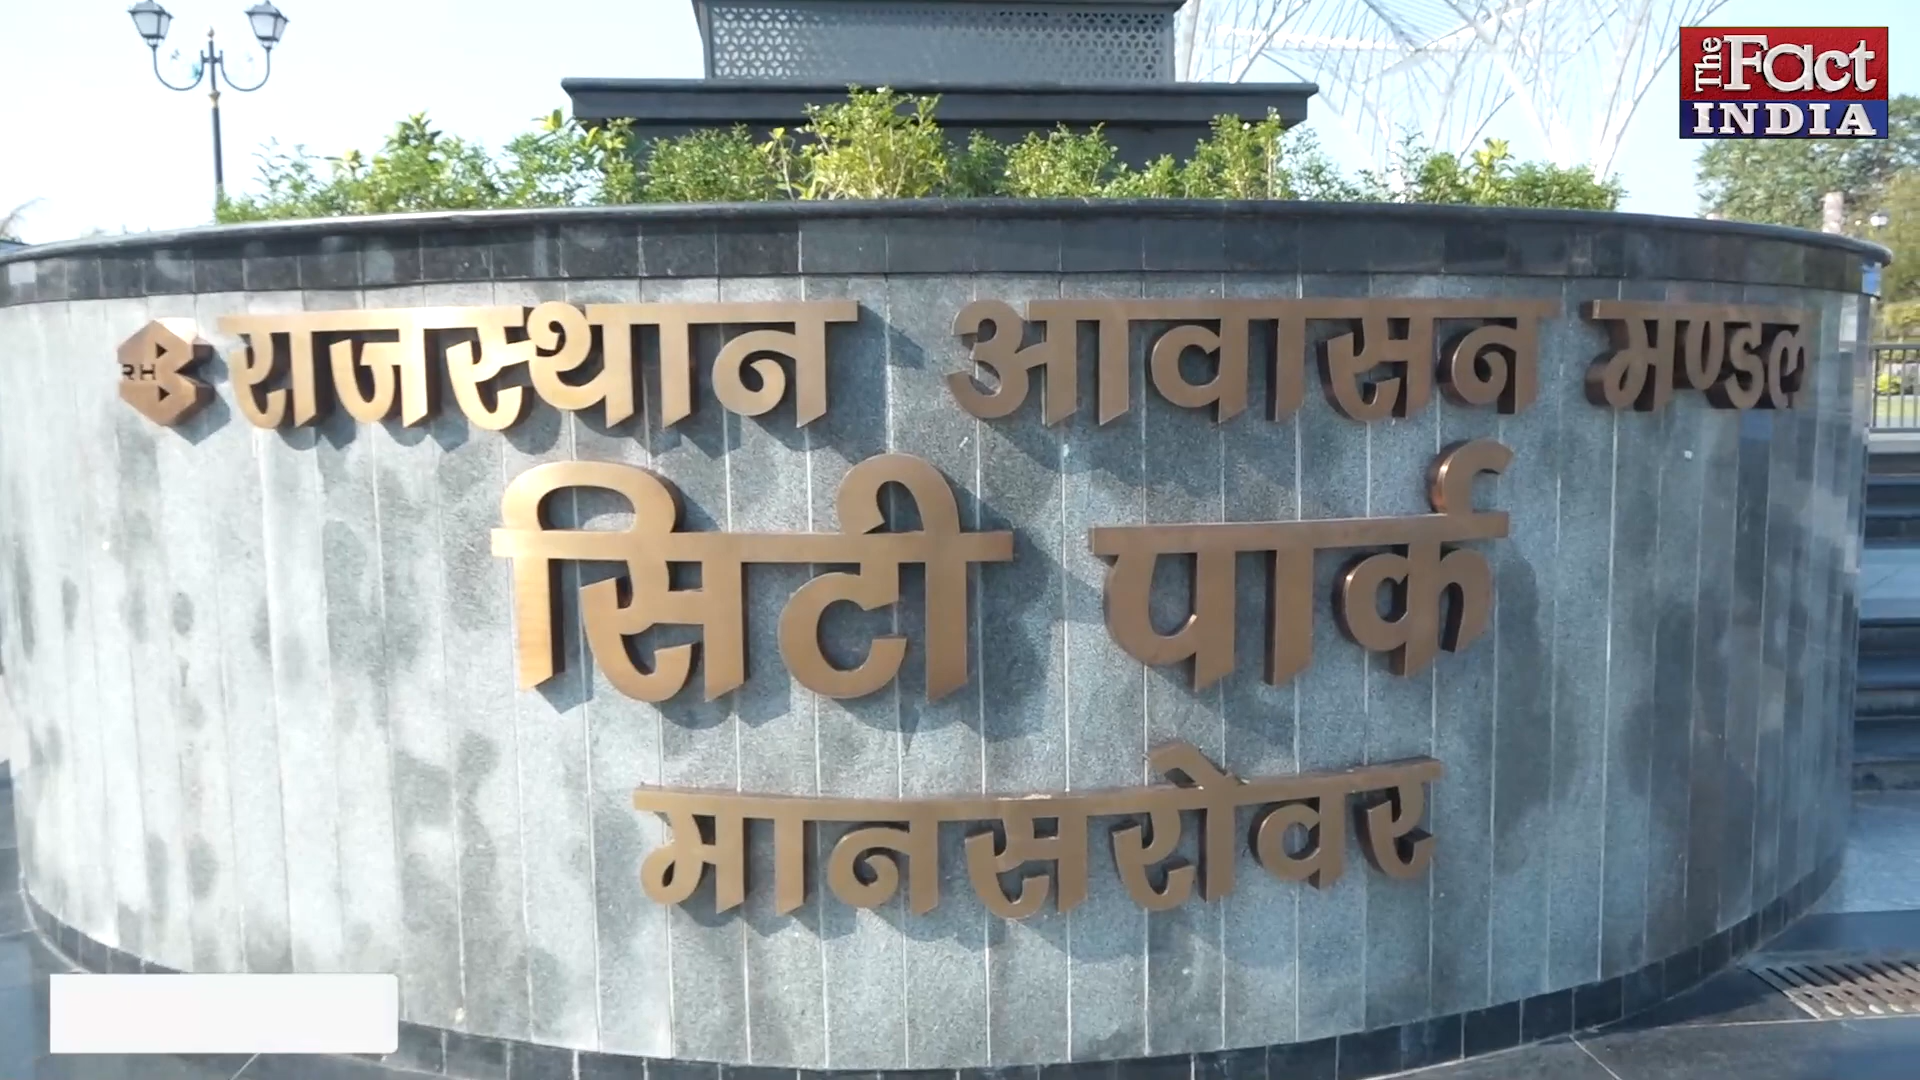 The Fact
INDIA
RH राजस्थान आवासन मण्डल
सिटी पार्क
मानसरोवर